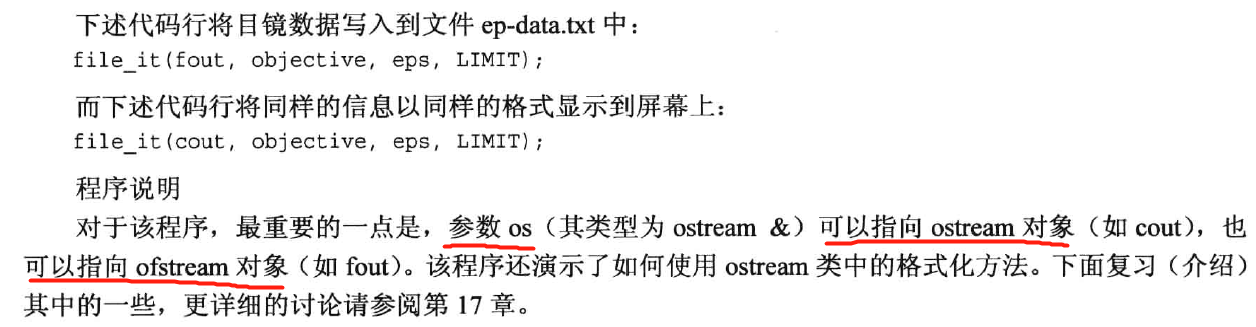 下述代码行将目镜数据写入到文件 ep-data.txt 中：
file_it(fout, objective, eps, LIMIT);
而下述代码行将同样的信息以同样的格式显示到屏幕上：
file_it(cout, objective, eps, LIMIT);
程序说明
对于该程序，最重要的一点是，参数 os（其类型为 ostream &）可以指向 ostream 对象（如 cout），也
可以指向 ofstream 对象（如 fout）。该程序还演示了如何使用 ostream 类中的格式化方法。下面复习（介绍）
其中的一些，更详细的讨论请参阅第 17 章。